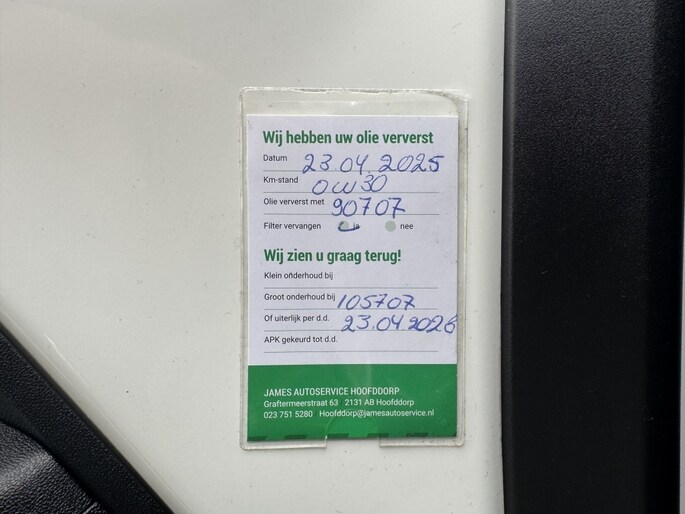 Wij hebben uw olie ververst
Datum 23.04.2025
Km-stand 0W30
Olie ververst met 90707
Filter vervangen ja nee
Wij zien u graag terug!
Klein onderhoud bij
Groot onderhoud bij 105707
Of uiterlijk per d.d. 23.04.2026
APK gekeurd tot d.d.
JAMES AUTOSERVICE HOOFDDORP
Graftermeerstraat 63 2131 AB Hoofddorp
023 751 5280 Hoofddorp@jamesautoservice.nl